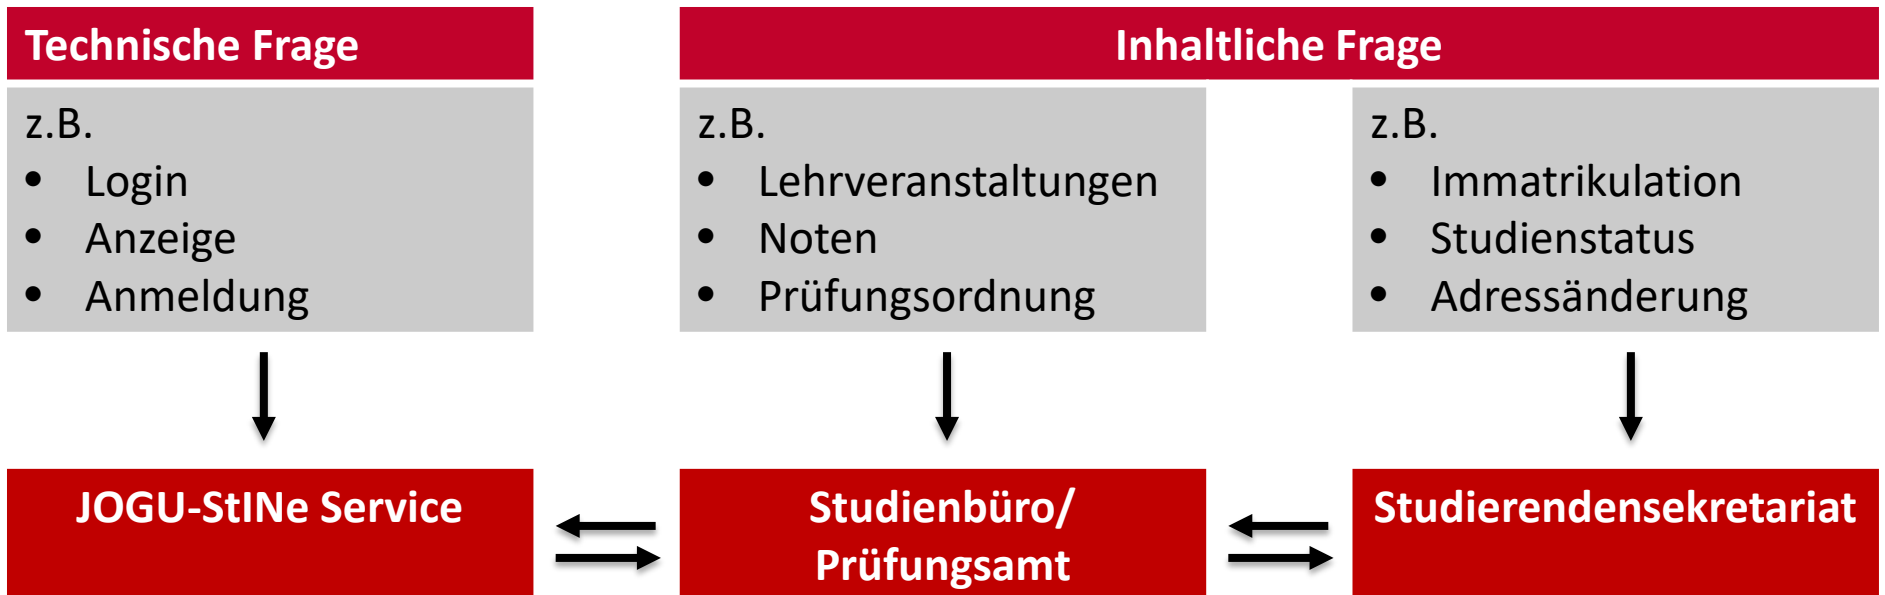 Technische Frage
z.B.
• Login
• Anzeige
• Anmeldung
JOGU-StINe Service
Inhaltliche Frage
z.B.
• Lehrveranstaltungen
• Noten
• Prüfungsordnung
Studienbüro/
Prüfungsamt
z.B.
• Immatrikulation
• Studienstatus
• Adressänderung
Studierendensekretariat